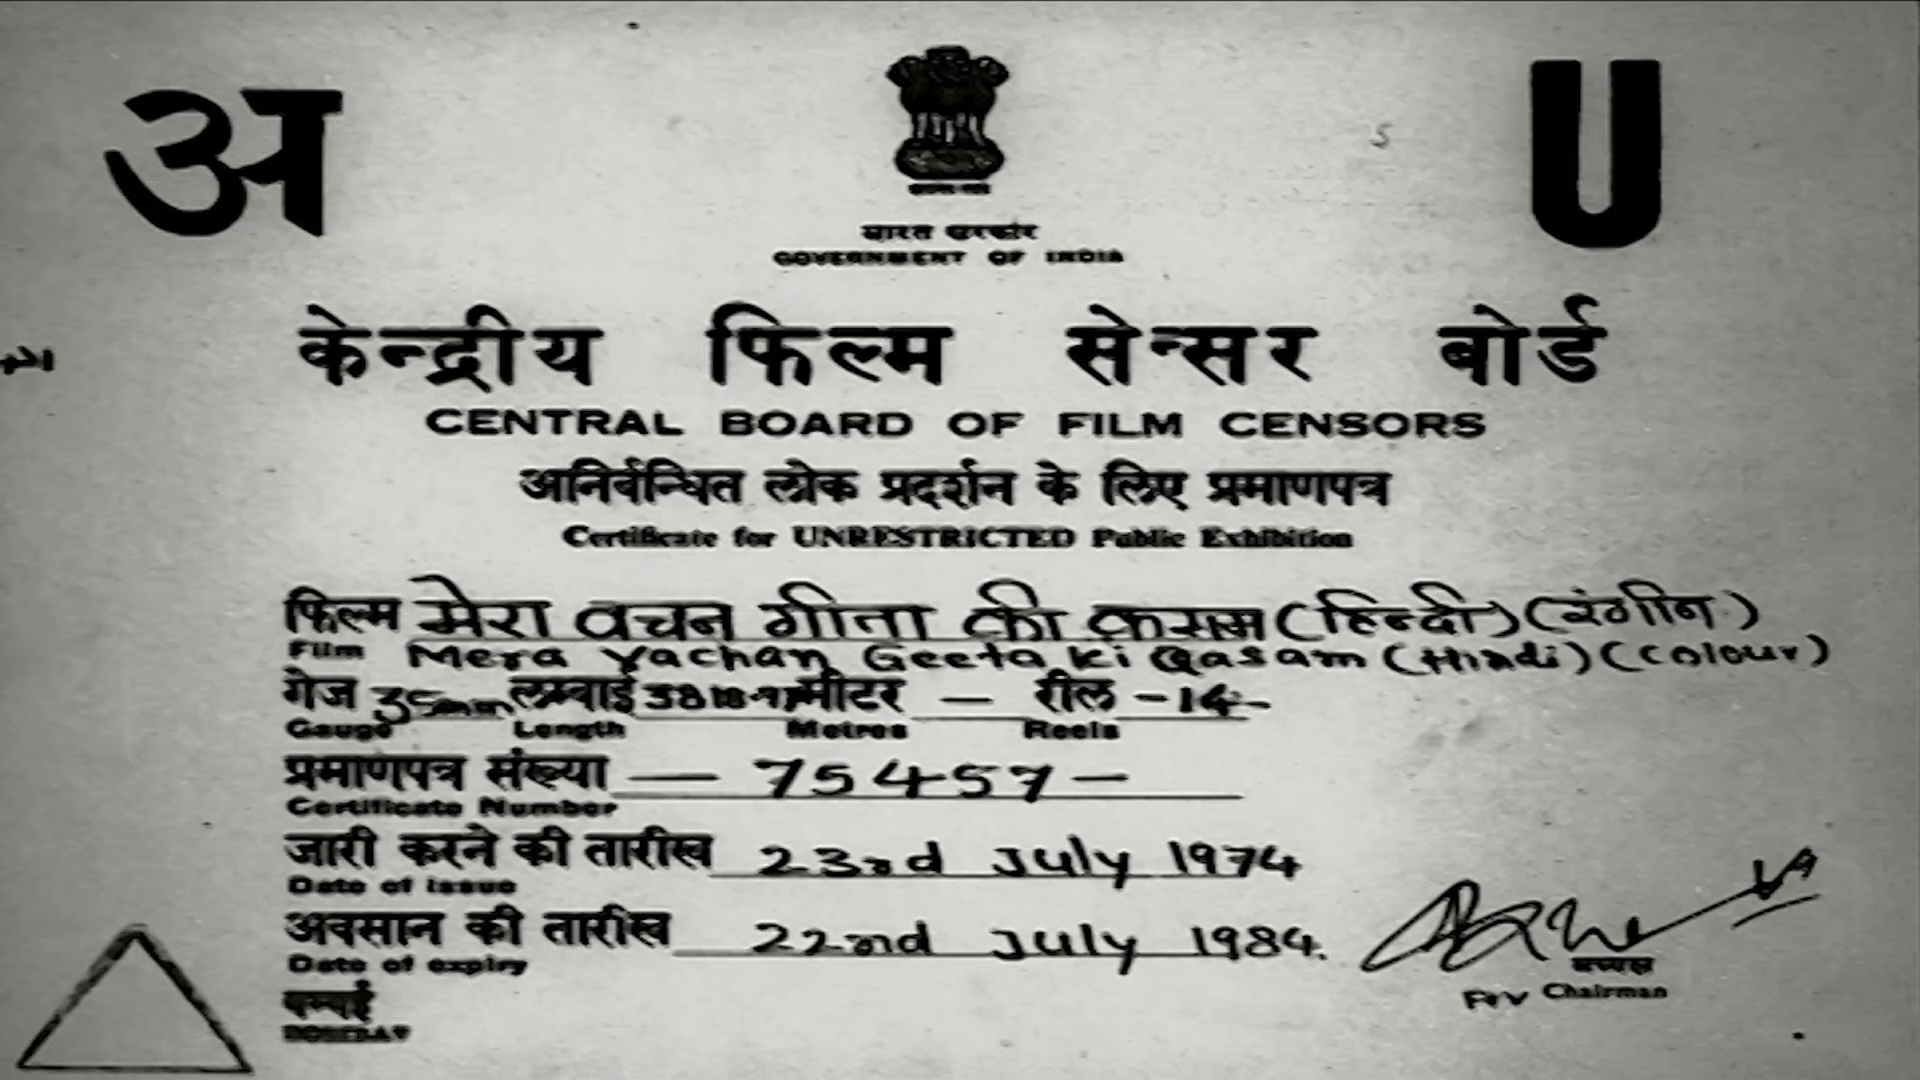 अ
U
भारत सरकार
GOVERNMENT OF INDIA
केन्द्रीय फिल्म सेन्सर बोर्ड
CENTRAL BOARD OF FILM CENSORS
अनिर्बन्धित लोक प्रदर्शन के लिए प्रमाणपत्र
Certificate for UNRESTRICTED Public Exhibition
फिल्म मेरा वचन गीता की कसम (हिन्दी) (रंगीन)
Film Mera Vachan Geeta Ki Qasam (Hindi) (Colour)
गेज 35mm लम्बाई मीटर — रील -14-
Gauge Length Metres Reels
प्रमाणपत्र संख्या — 75457 —
Certificate Number
जारी करने की तारीख 23rd July 1974
Date of issue
अवसान की तारीख 22nd July 1984.
Date of expiry
अध्यक्ष
For Chairman
बम्बई
BOMBAY